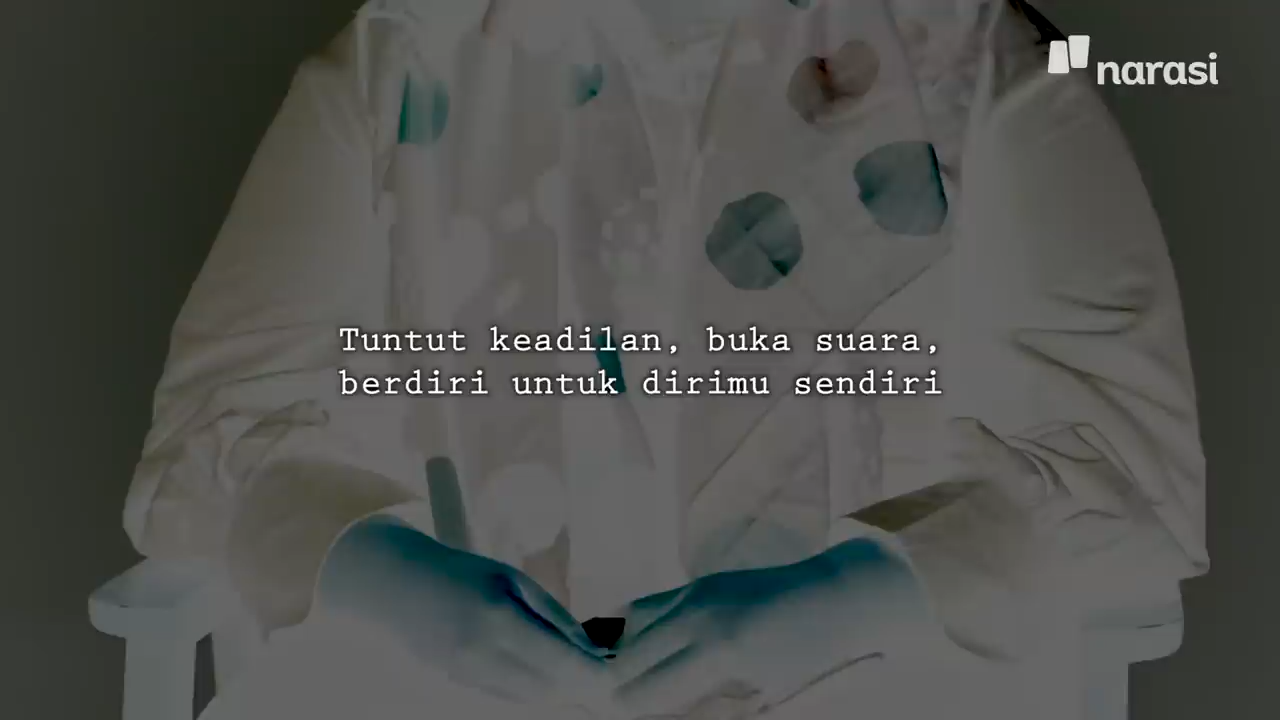 narasi
Tuntut keadilan, buka suara,
berdiri untuk dirimu sendiri